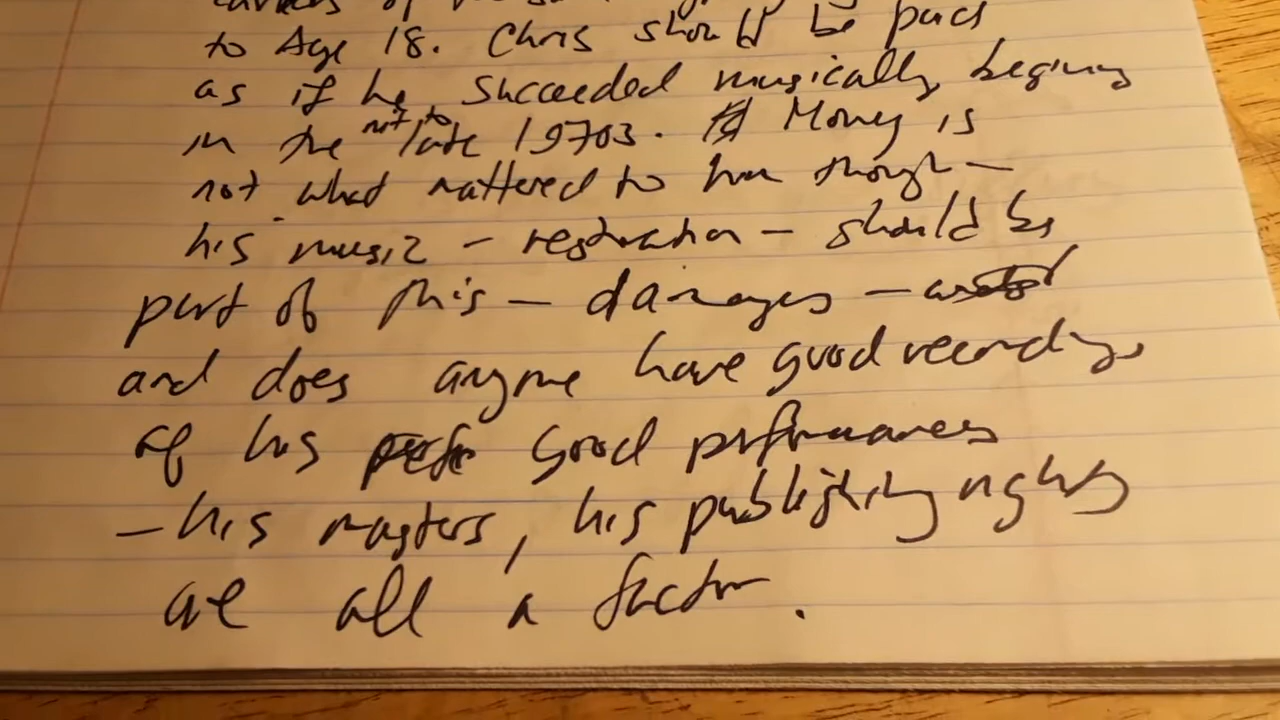 of
to Age 18. Chris should be paid
as if he succeeded musically beginning
in the not to late 1970s. Money is
not what mattered to him though —
his music — restoration — should be
part of this — damages —
and does anyone have good recordings
of his good performances
— his masters, his publishing rights
are all a factor.